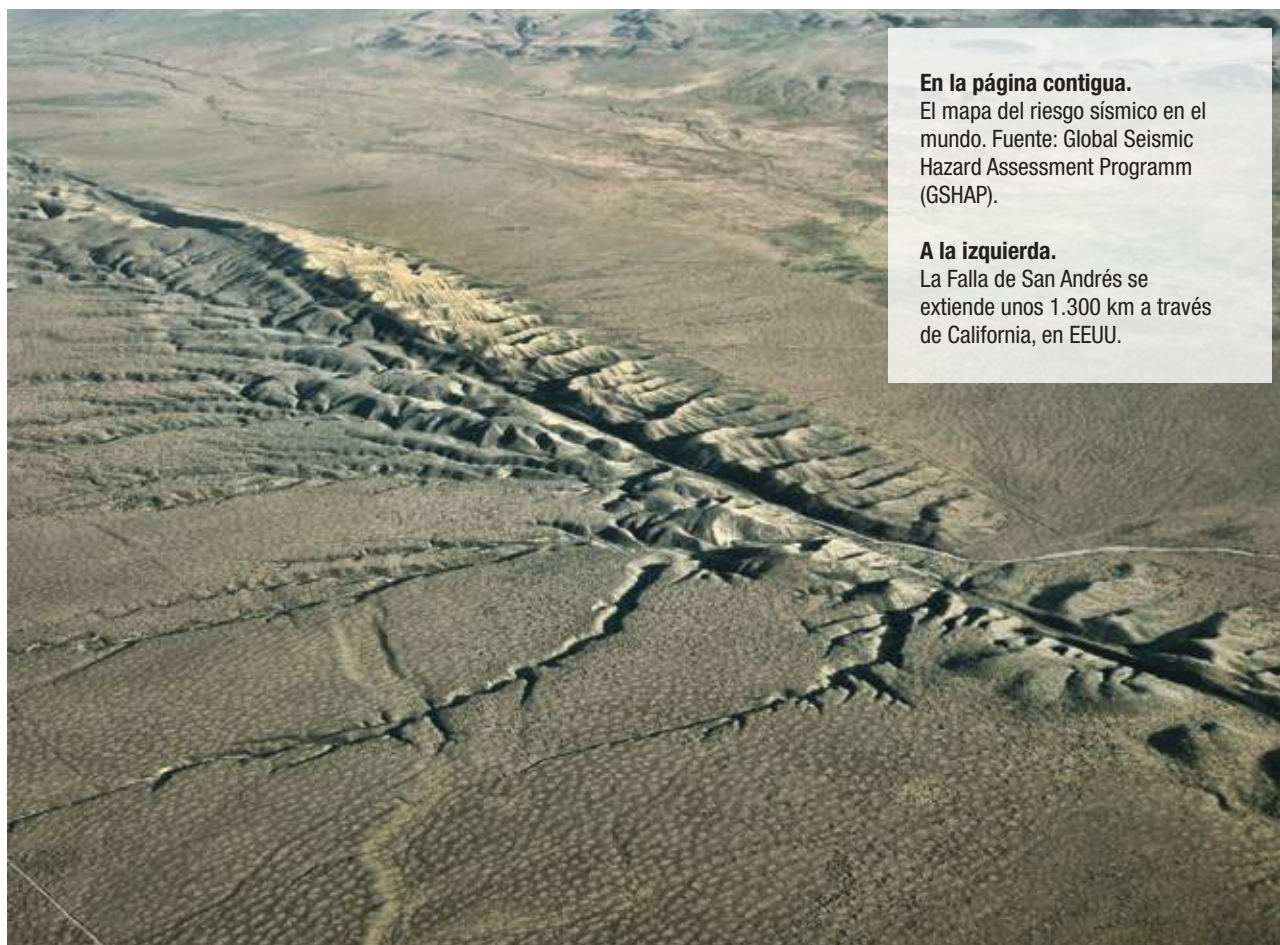 En la página contigua.
El mapa del riesgo sísmico en el
mundo. Fuente: Global Seismic
Hazard Assessment Programm
(GSHAP).
A la izquierda.
La Falla de San Andrés se
extiende unos 1.300 km a través
de California, en EEUU.